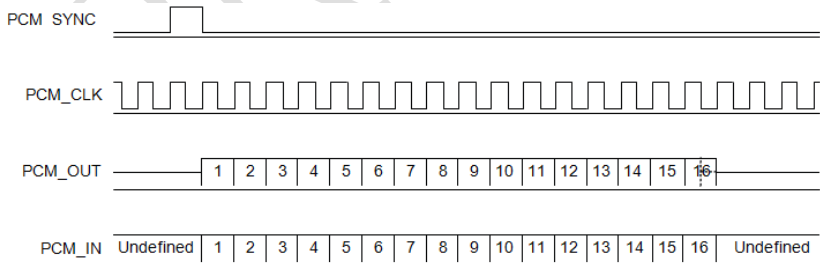 PCM SYNC
PCM_CLK
PCM_OUT 1 2 3 4 5 6 7 8 9 10 11 12 13 14 15 16
PCM_IN Undefined 1 2 3 4 5 6 7 8 9 10 11 12 13 14 15 16 Undefined